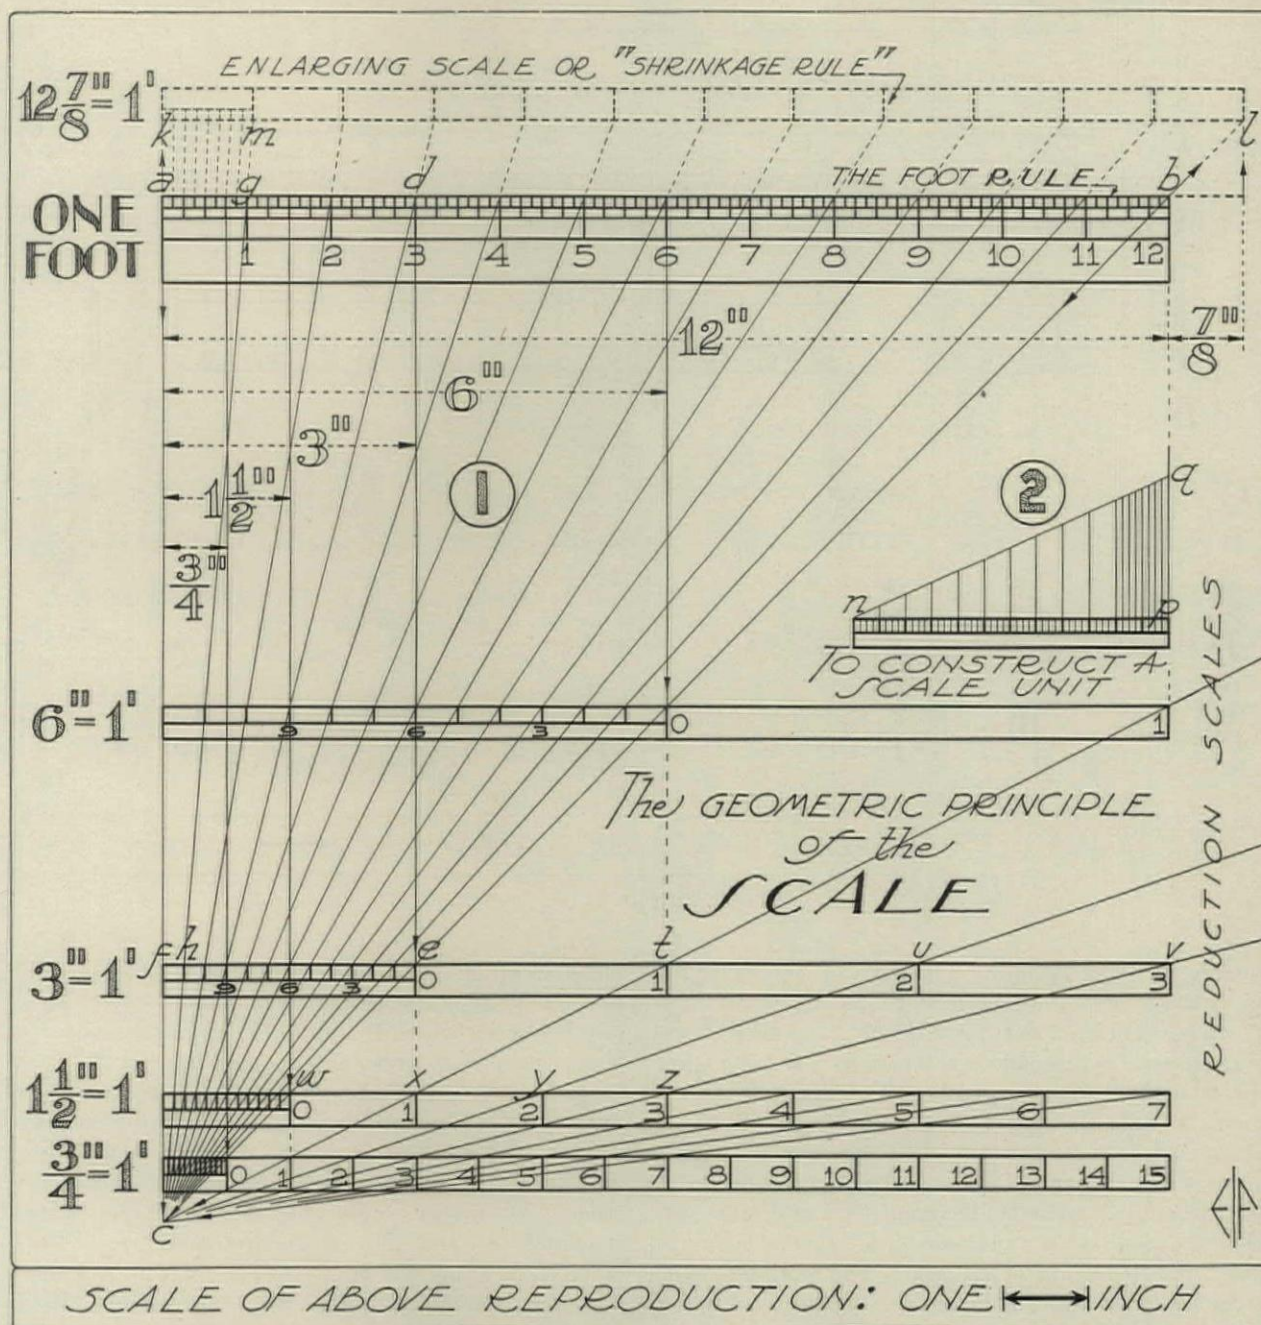 ENLARGING SCALE OR "SHRINKAGE RULE"
12 7/8" = 1'
k m l
a g d THE FOOT RULE b
ONE
FOOT
1 2 3 4 5 6 7 8 9 10 11 12
12" 7/8"
6"
3"
1 1/2" 1 2 q
3/4"
n p
TO CONSTRUCT A
SCALE UNIT
REDUCTION SCALES
6" = 1'
9 6 3 0 1
The GEOMETRIC PRINCIPLE
of the
SCALE
f h e t u v
3" = 1'
9 6 3 0 1 2 3
w x y z
1 1/2" = 1'
0 1 2 3 4 5 6 7
3/4" = 1'
0 1 2 3 4 5 6 7 8 9 10 11 12 13 14 15
c
SCALE OF ABOVE REPRODUCTION: ONE INCH